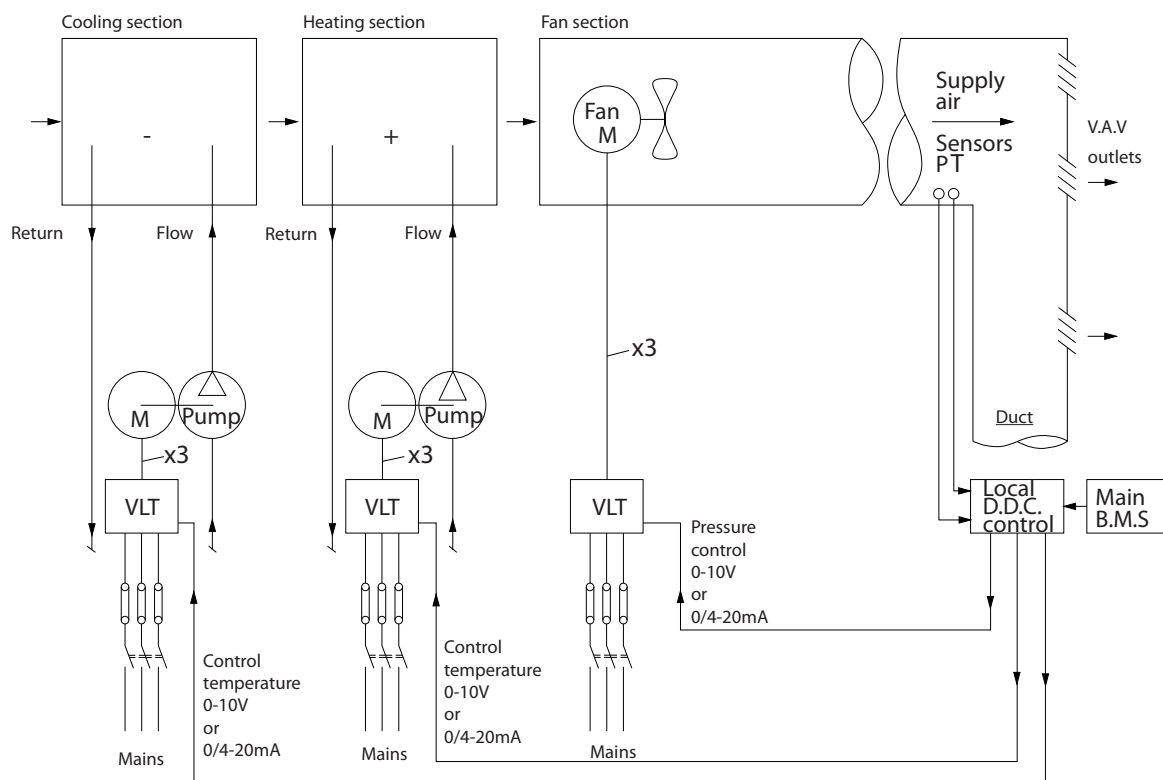 Cooling section
Heating section
Fan section
-
+
Fan
M
Supply
air
Sensors
PT
V.A.V
outlets
Return
Flow
Return
Flow
x3
M
Pump
M
Pump
x3
x3
Duct
VLT
VLT
VLT
Local
D.D.C.
control
Main
B.M.S
Pressure
control
0-10V
or
0/4-20mA
Control
temperature
0-10V
or
0/4-20mA
Control
temperature
0-10V
or
0/4-20mA
Mains
Mains
Mains